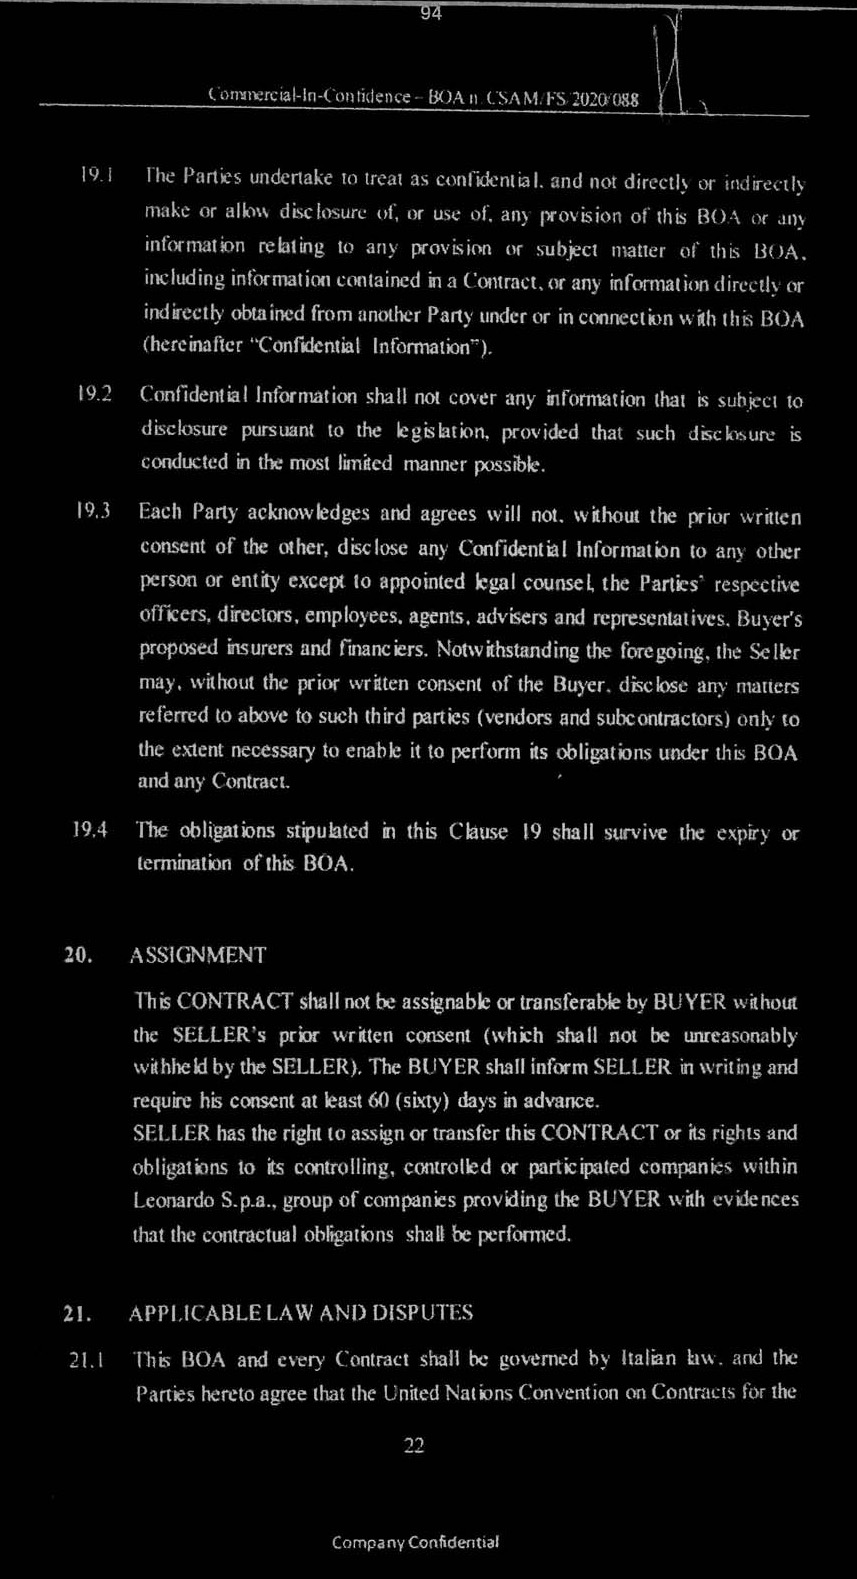 94
Commercial-In-Confidence – BOA n. CSAM/FS/2020/088
19.1 The Parties undertake to treat as confidential, and not directly or indirectly
make or allow disclosure of, or use of, any provision of this BOA or any
information relating to any provision or subject matter of this BOA,
including information contained in a Contract, or any information directly or
indirectly obtained from another Party under or in connection with this BOA
(hereinafter “Confidential Information”).
19.2 Confidential Information shall not cover any information that is subject to
disclosure pursuant to the legislation, provided that such disclosure is
conducted in the most limited manner possible.
19.3 Each Party acknowledges and agrees will not, without the prior written
consent of the other, disclose any Confidential Information to any other
person or entity except to appointed legal counsel, the Parties’ respective
officers, directors, employees, agents, advisers and representatives, Buyer's
proposed insurers and financiers. Notwithstanding the foregoing, the Seller
may, without the prior written consent of the Buyer, disclose any matters
referred to above to such third parties (vendors and subcontractors) only to
the extent necessary to enable it to perform its obligations under this BOA
and any Contract.
19.4 The obligations stipulated in this Clause 19 shall survive the expiry or
termination of this BOA.
20. ASSIGNMENT
This CONTRACT shall not be assignable or transferable by BUYER without
the SELLER’s prior written consent (which shall not be unreasonably
withheld by the SELLER). The BUYER shall inform SELLER in writing and
require his consent at least 60 (sixty) days in advance.
SELLER has the right to assign or transfer this CONTRACT or its rights and
obligations to its controlling, controlled or participated companies within
Leonardo S.p.a., group of companies providing the BUYER with evidences
that the contractual obligations shall be performed.
21. APPLICABLE LAW AND DISPUTES
21.1 This BOA and every Contract shall be governed by Italian law, and the
Parties hereto agree that the United Nations Convention on Contracts for the
22
Company Confidential